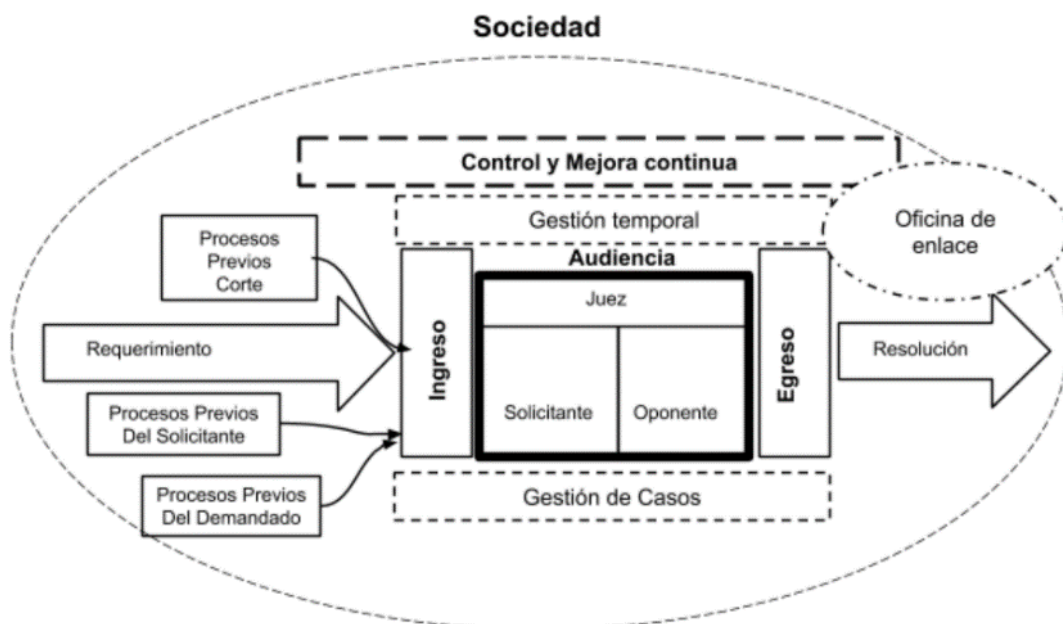 Sociedad
Control y Mejora continua
Gestión temporal
Oficina de
enlace
Procesos
Previos
Corte
Audiencia
Juez
Requerimiento
Ingreso
Solicitante
Oponente
Egreso
Resolución
Procesos Previos
Del Solicitante
Procesos Previos
Del Demandado
Gestión de Casos